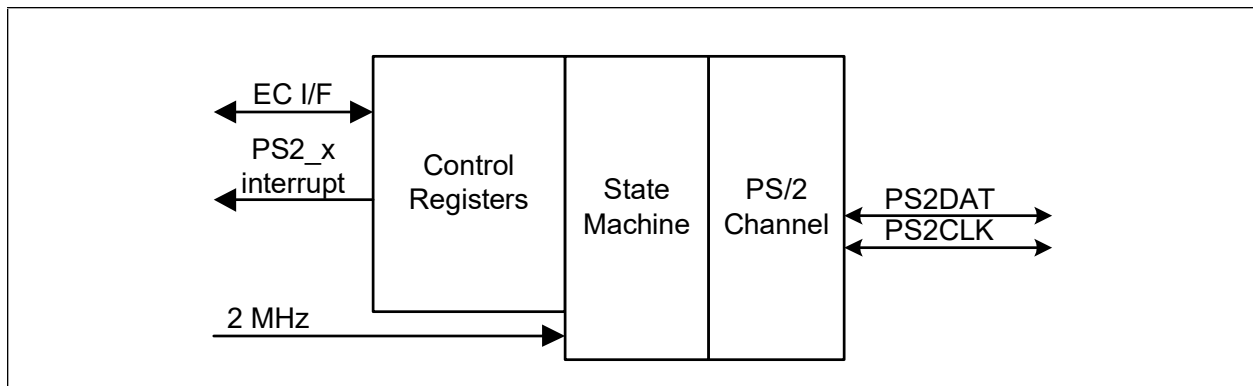 EC I/F
PS2_x
interrupt
2 MHz
Control
Registers
State
Machine
PS/2
Channel
PS2DAT
PS2CLK